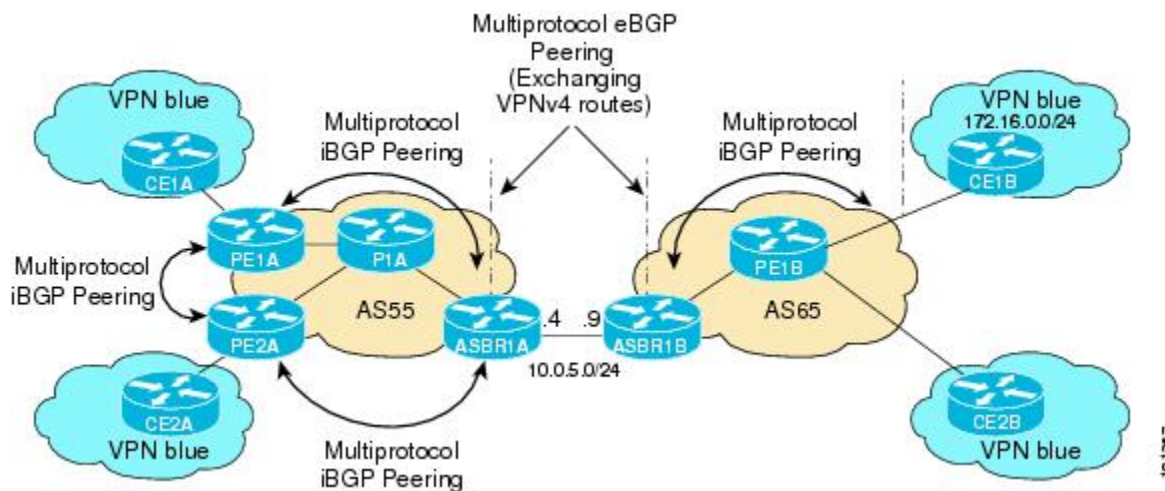 Multiprotocol eBGP
Peering
(Exchanging
VPNv4 routes)
VPN blue
CE1A
Multiprotocol
iBGP Peering
Multiprotocol
iBGP Peering
VPN blue
172.16.0.0/24
CE1B
PE1A
P1A
PE1B
Multiprotocol
iBGP Peering
AS55
AS65
PE2A
ASBR1A
.4
.9
ASBR1B
10.0.5.0/24
CE2A
VPN blue
Multiprotocol
iBGP Peering
CE2B
VPN blue